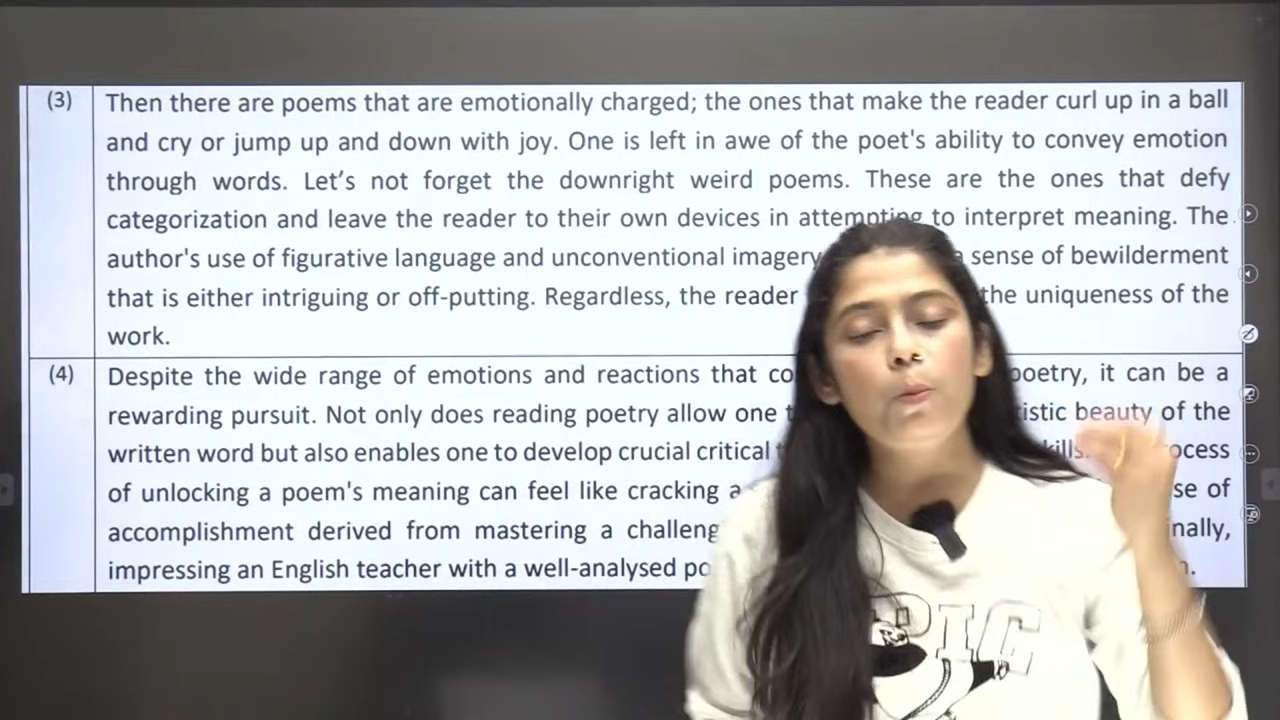 (3)
Then there are poems that are emotionally charged; the ones that make the reader curl up in a ball
and cry or jump up and down with joy. One is left in awe of the poet's ability to convey emotion
through words. Let’s not forget the downright weird poems. These are the ones that defy
categorization and leave the reader to their own devices in attempting to interpret meaning. The
author's use of figurative language and unconventional imagery sense of bewilderment
that is either intriguing or off-putting. Regardless, the reader the uniqueness of the
work.
(4)
Despite the wide range of emotions and reactions that poetry, it can be a
rewarding pursuit. Not only does reading poetry allow one beauty of the
written word but also enables one to develop crucial critical
of unlocking a poem's meaning can feel like cracking a of
accomplishment derived from mastering a
impressing an English teacher with a well-analysed